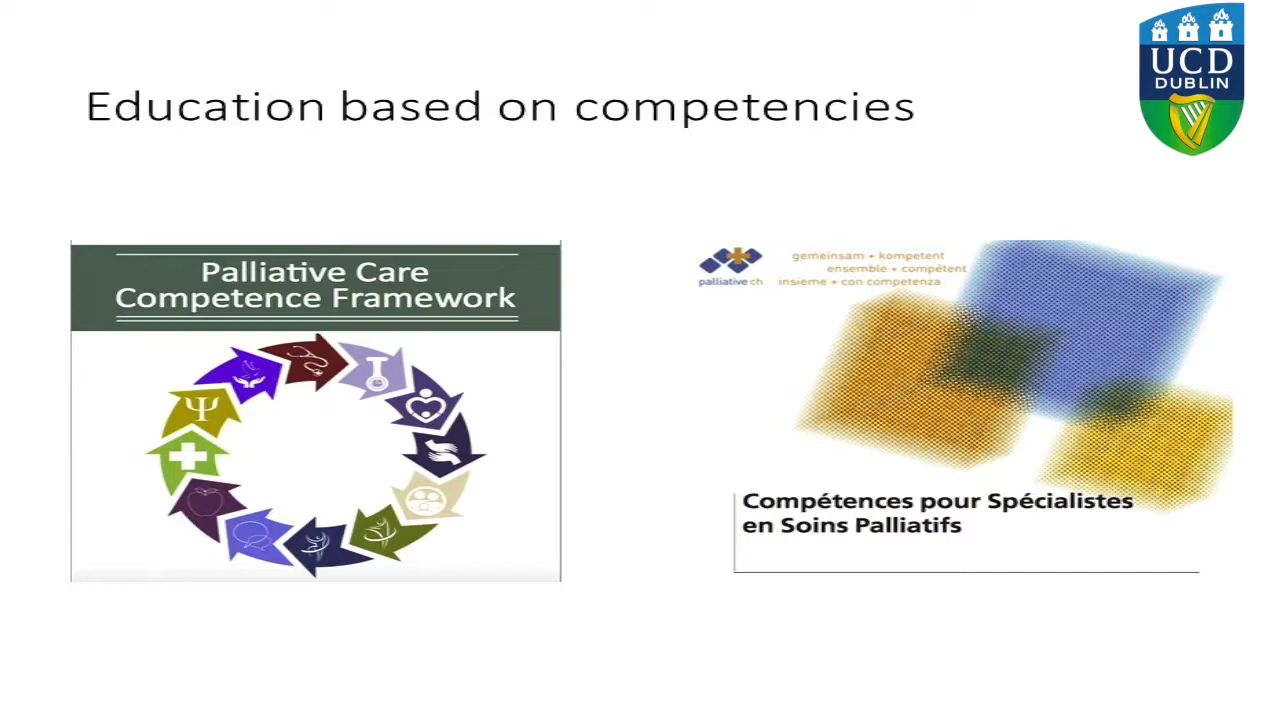 Education based on competencies
UCD
DUBLIN
Palliative Care
Competence Framework
Ψ
palliative ch
gemeinsam + kompetent
ensemble + compétent
insieme + con competenza
Compétences pour Spécialistes
en Soins Palliatifs